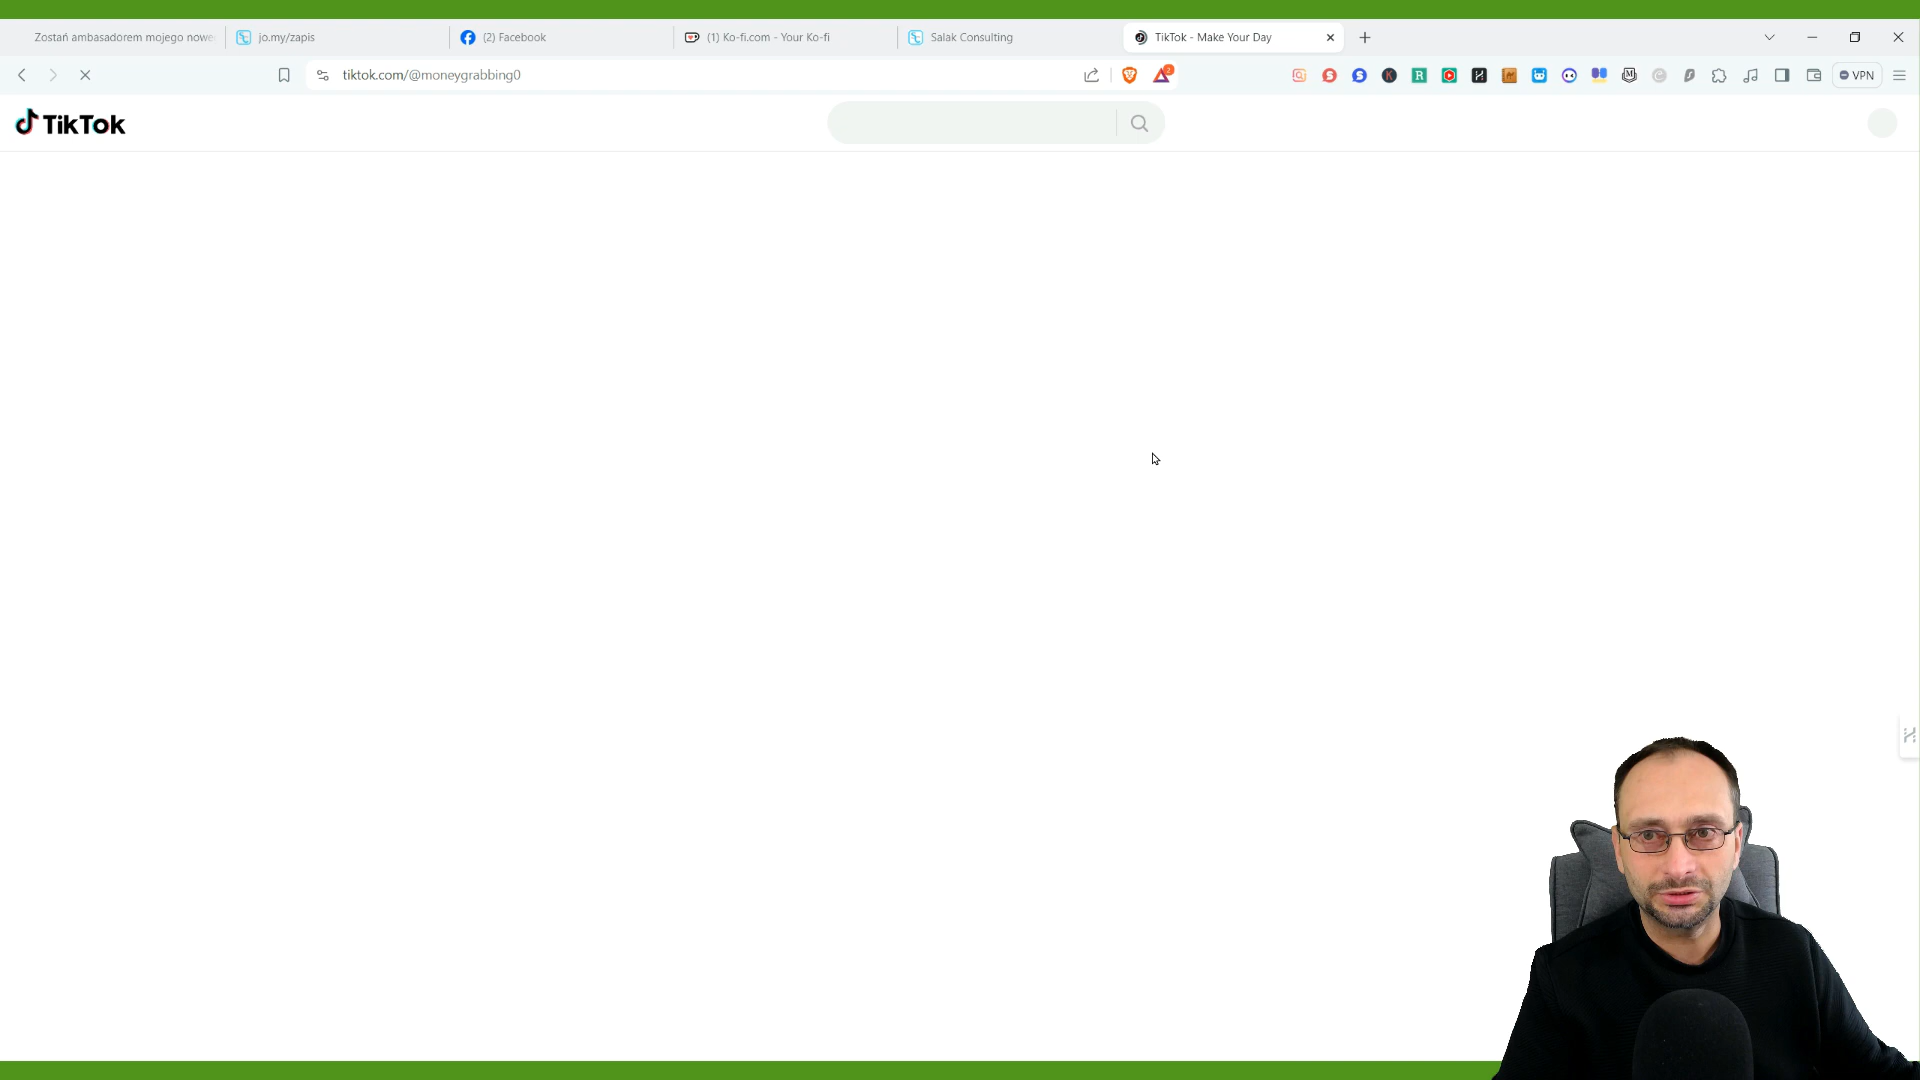 Zostań ambasadorem mojego nowe
jo.my/zapis
(2) Facebook
(1) Ko-fi.com - Your Ko-fi
Salak Consulting
TikTok - Make Your Day
tiktok.com/@moneygrabbing0
2
VPN
TikTok